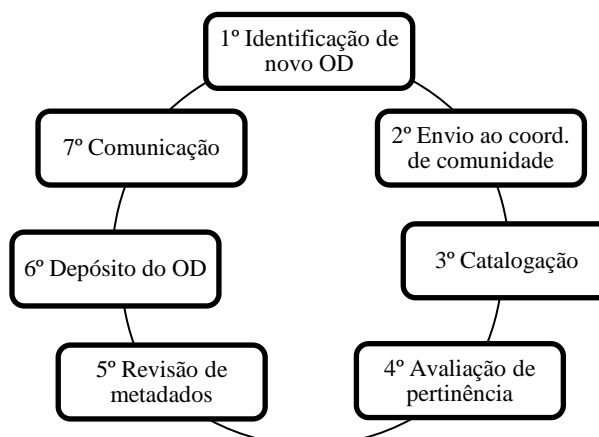 1º Identificação de
novo OD
2º Envio ao coord.
de comunidade
3º Catalogação
4º Avaliação de
pertinência
5º Revisão de
metadados
6º Depósito do OD
7º Comunicação